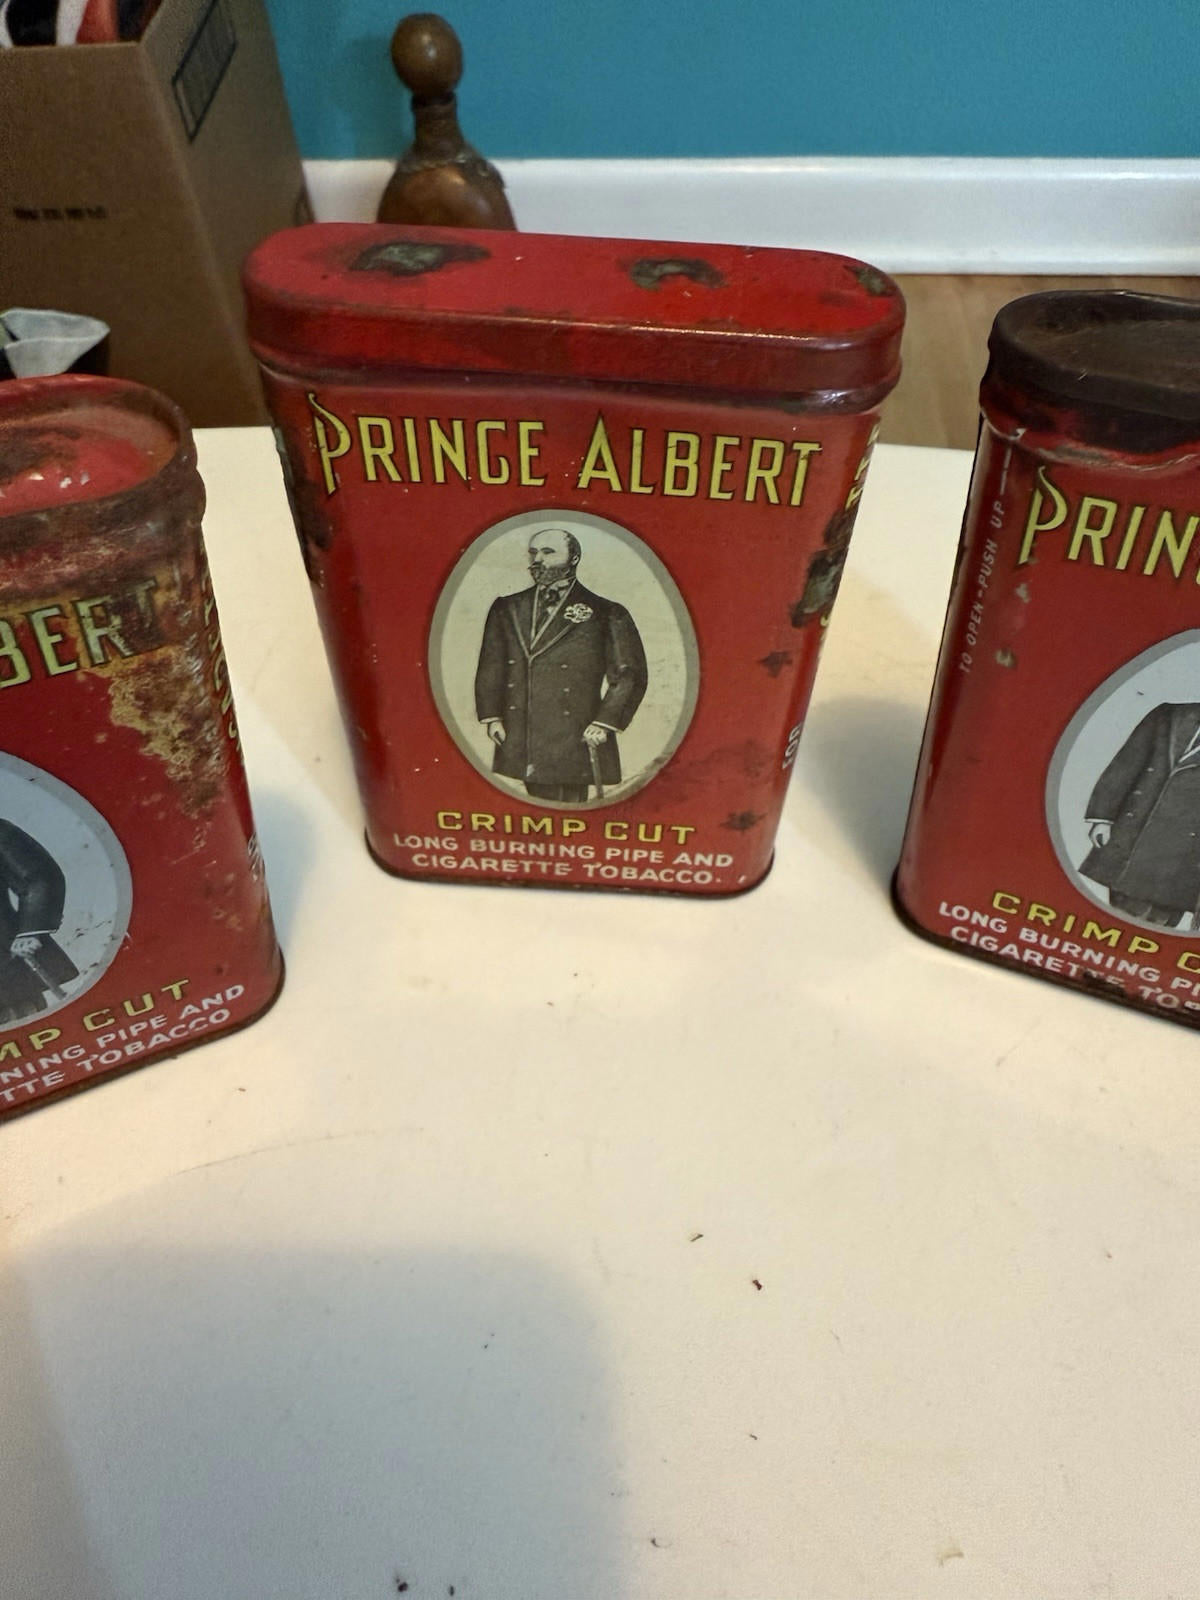 PRINCE ALBERT
CRIMP CUT
LONG BURNING PIPE AND
CIGARETTE TOBACCO.
FOR
BERT
MP CUT
NING PIPE AND
TTE TOBACCO
TO OPEN-PUSH UP
PRIN
CRIMP C
LONG BURNING PI
CIGARETTE TO